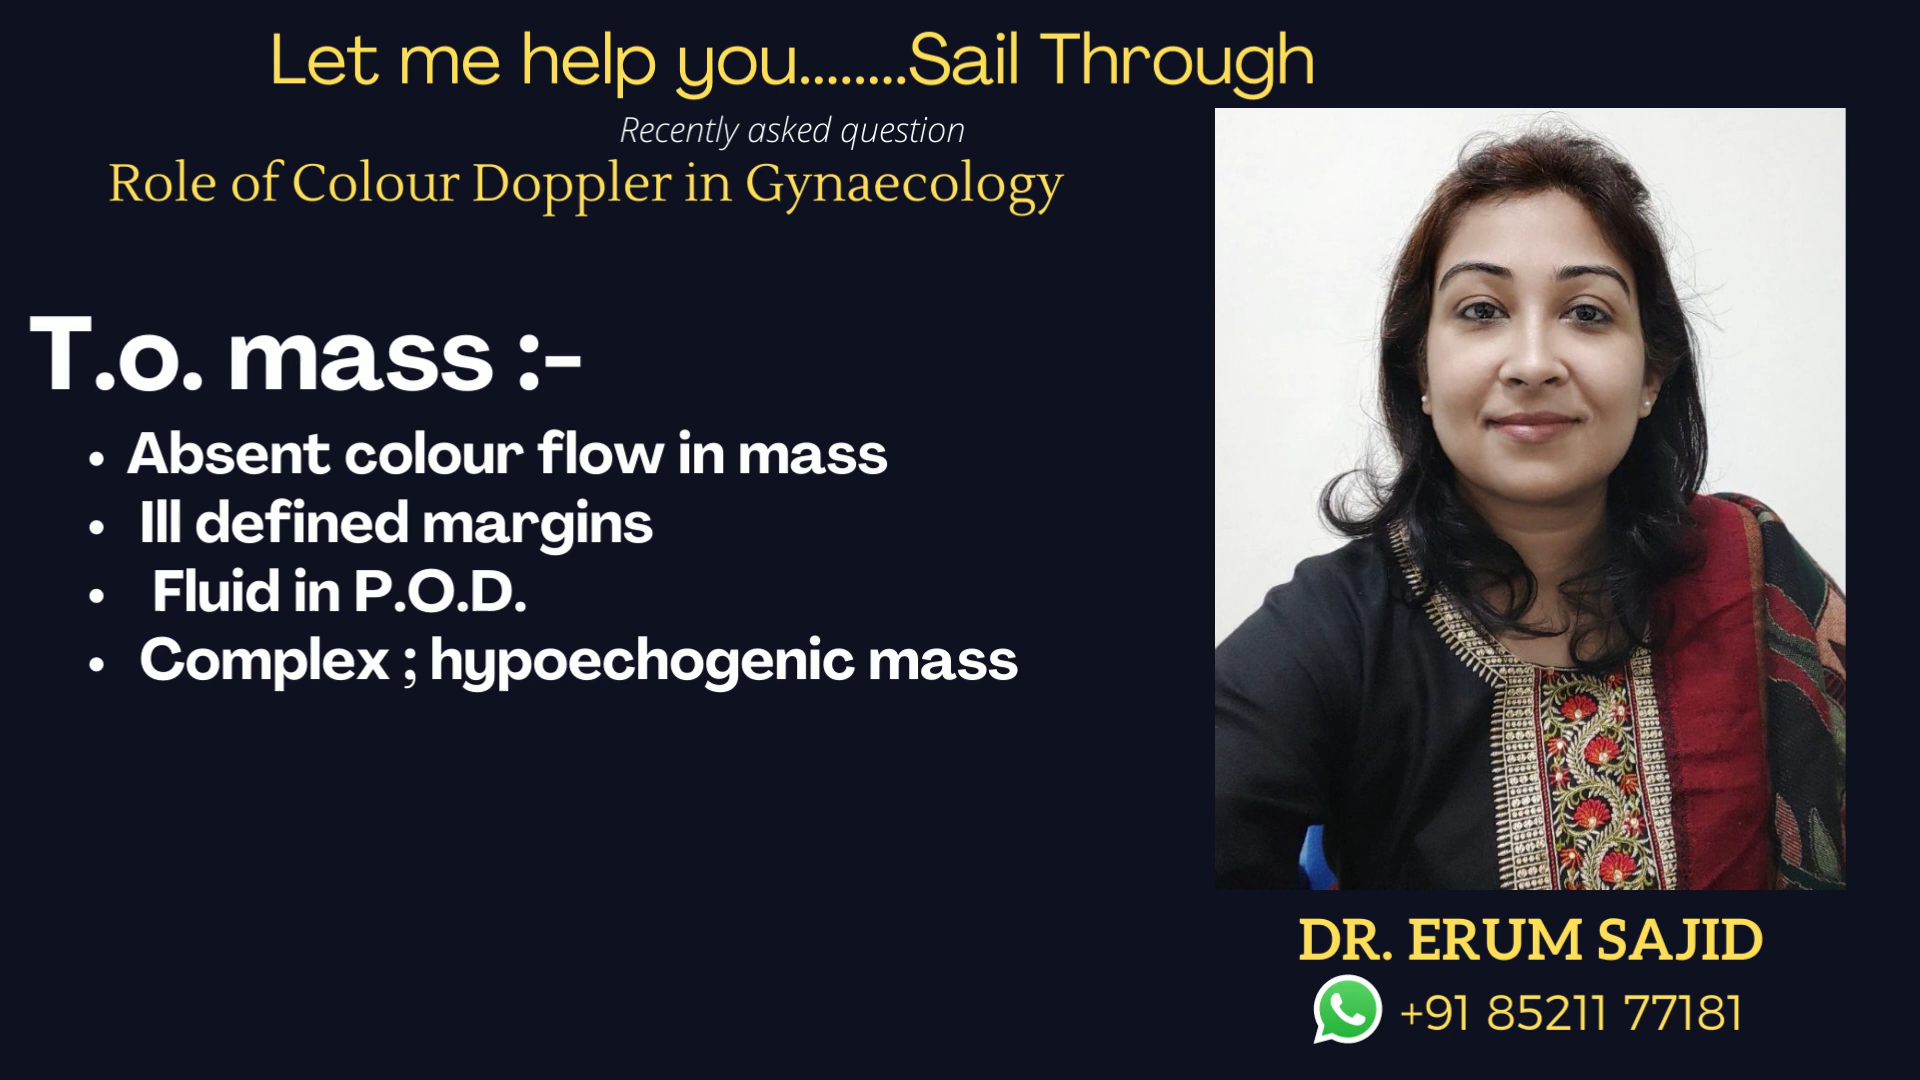 Let me help you........Sail Through
Recently asked question
Role of Colour Doppler in Gynaecology
T.o. mass :-
• Absent colour flow in mass
• Ill defined margins
• Fluid in P.O.D.
• Complex ; hypoechogenic mass
DR. ERUM SAJID
+91 85211 77181